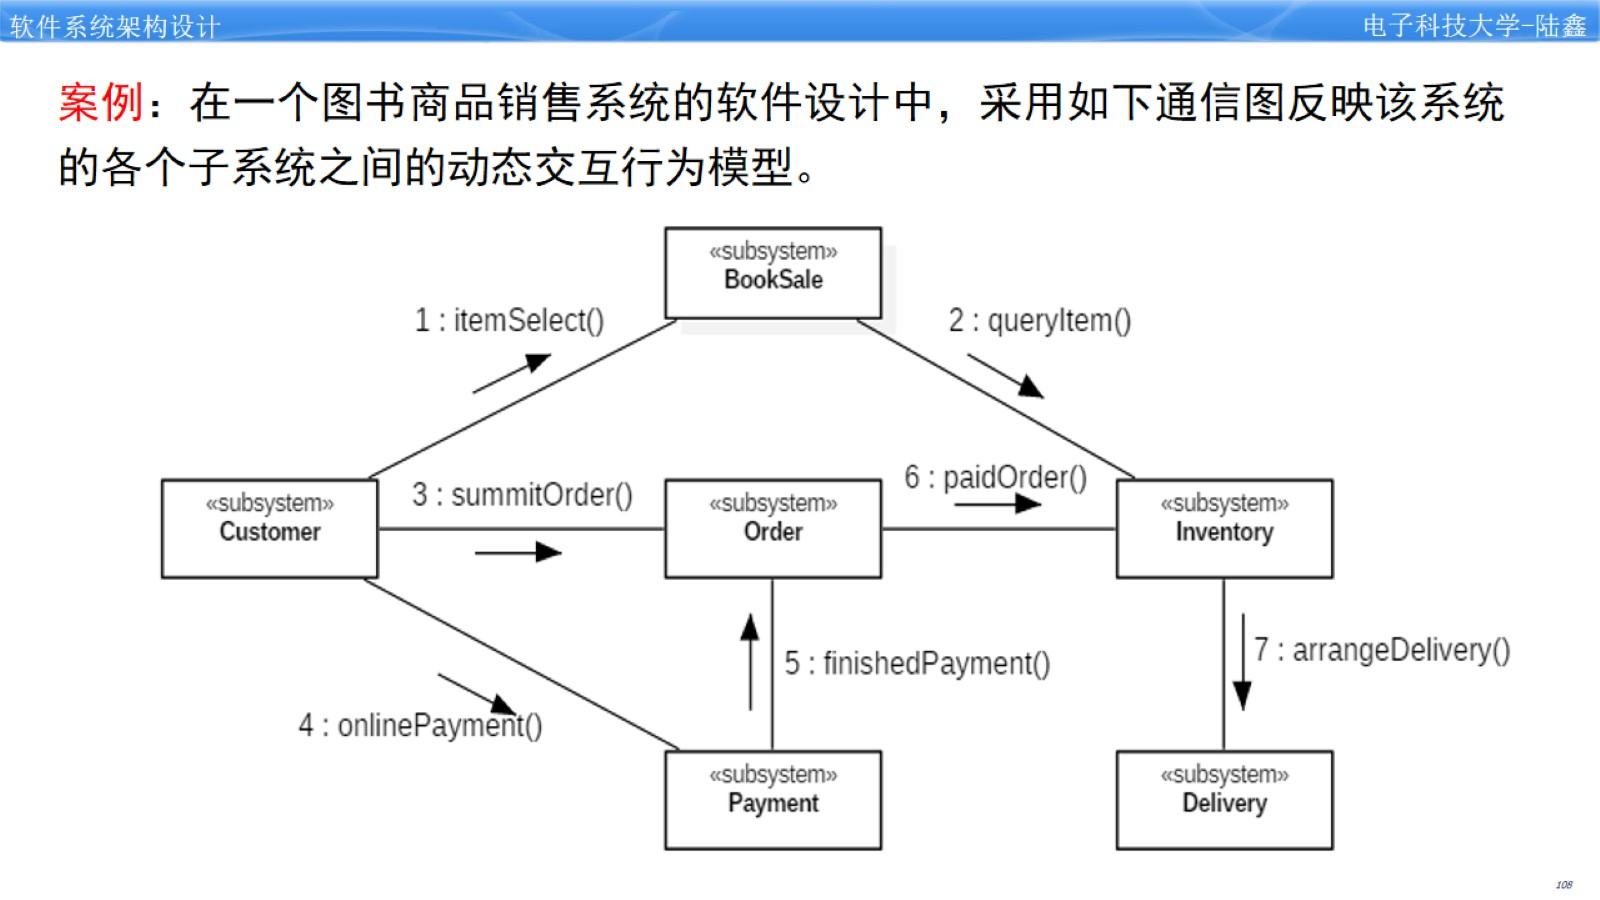 软件系统架构设计
电子科技大学-陆鑫
案例：在一个图书商品销售系统的软件设计中，采用如下通信图反映该系统
的各个子系统之间的动态交互行为模型。
«subsystem»
BookSale
1 : itemSelect()
2 : queryItem()
«subsystem»
Customer
3 : summitOrder()
«subsystem»
Order
6 : paidOrder()
«subsystem»
Inventory
4 : onlinePayment()
5 : finishedPayment()
7 : arrangeDelivery()
«subsystem»
Payment
«subsystem»
Delivery
108